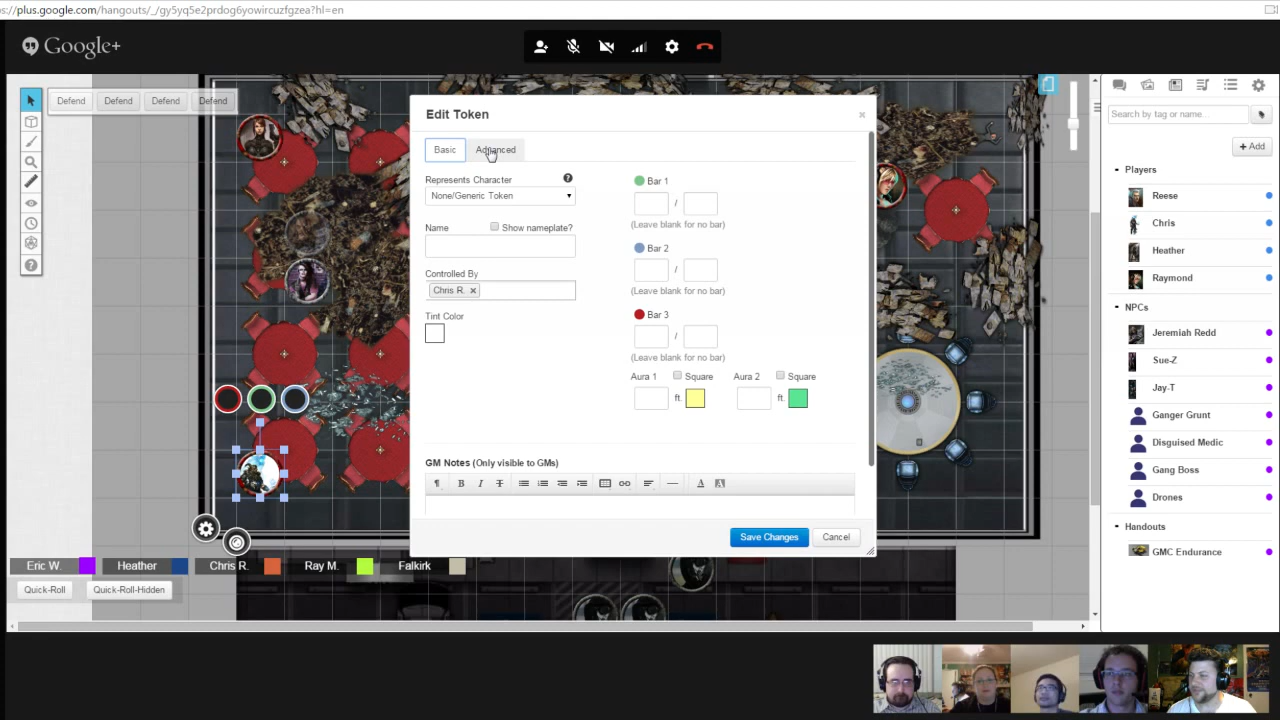 s://plus.google.com/hangouts/_/gy5yq5e2prdog6yowircuzfgzea?hl=en
Google+
Defend Defend Defend Defend
Edit Token
Basic Advanced
Represents Character
None/Generic Token
Name Show nameplate?
Controlled By
Chris R.
Tint Color
Bar 1
/
(Leave blank for no bar)
Bar 2
/
(Leave blank for no bar)
Bar 3
/
(Leave blank for no bar)
Aura 1 Square Aura 2 Square
ft. ft.
GM Notes (Only visible to GMs)
Save Changes Cancel
Search by tag or name...
+ Add
Players
Reese
Chris
Heather
Raymond
NPCs
Jeremiah Redd
Sue-Z
Jay-T
Ganger Grunt
Disguised Medic
Gang Boss
Drones
Handouts
GMC Endurance
Eric W. Heather Chris R. Ray M. Falkirk
Quick-Roll Quick-Roll-Hidden